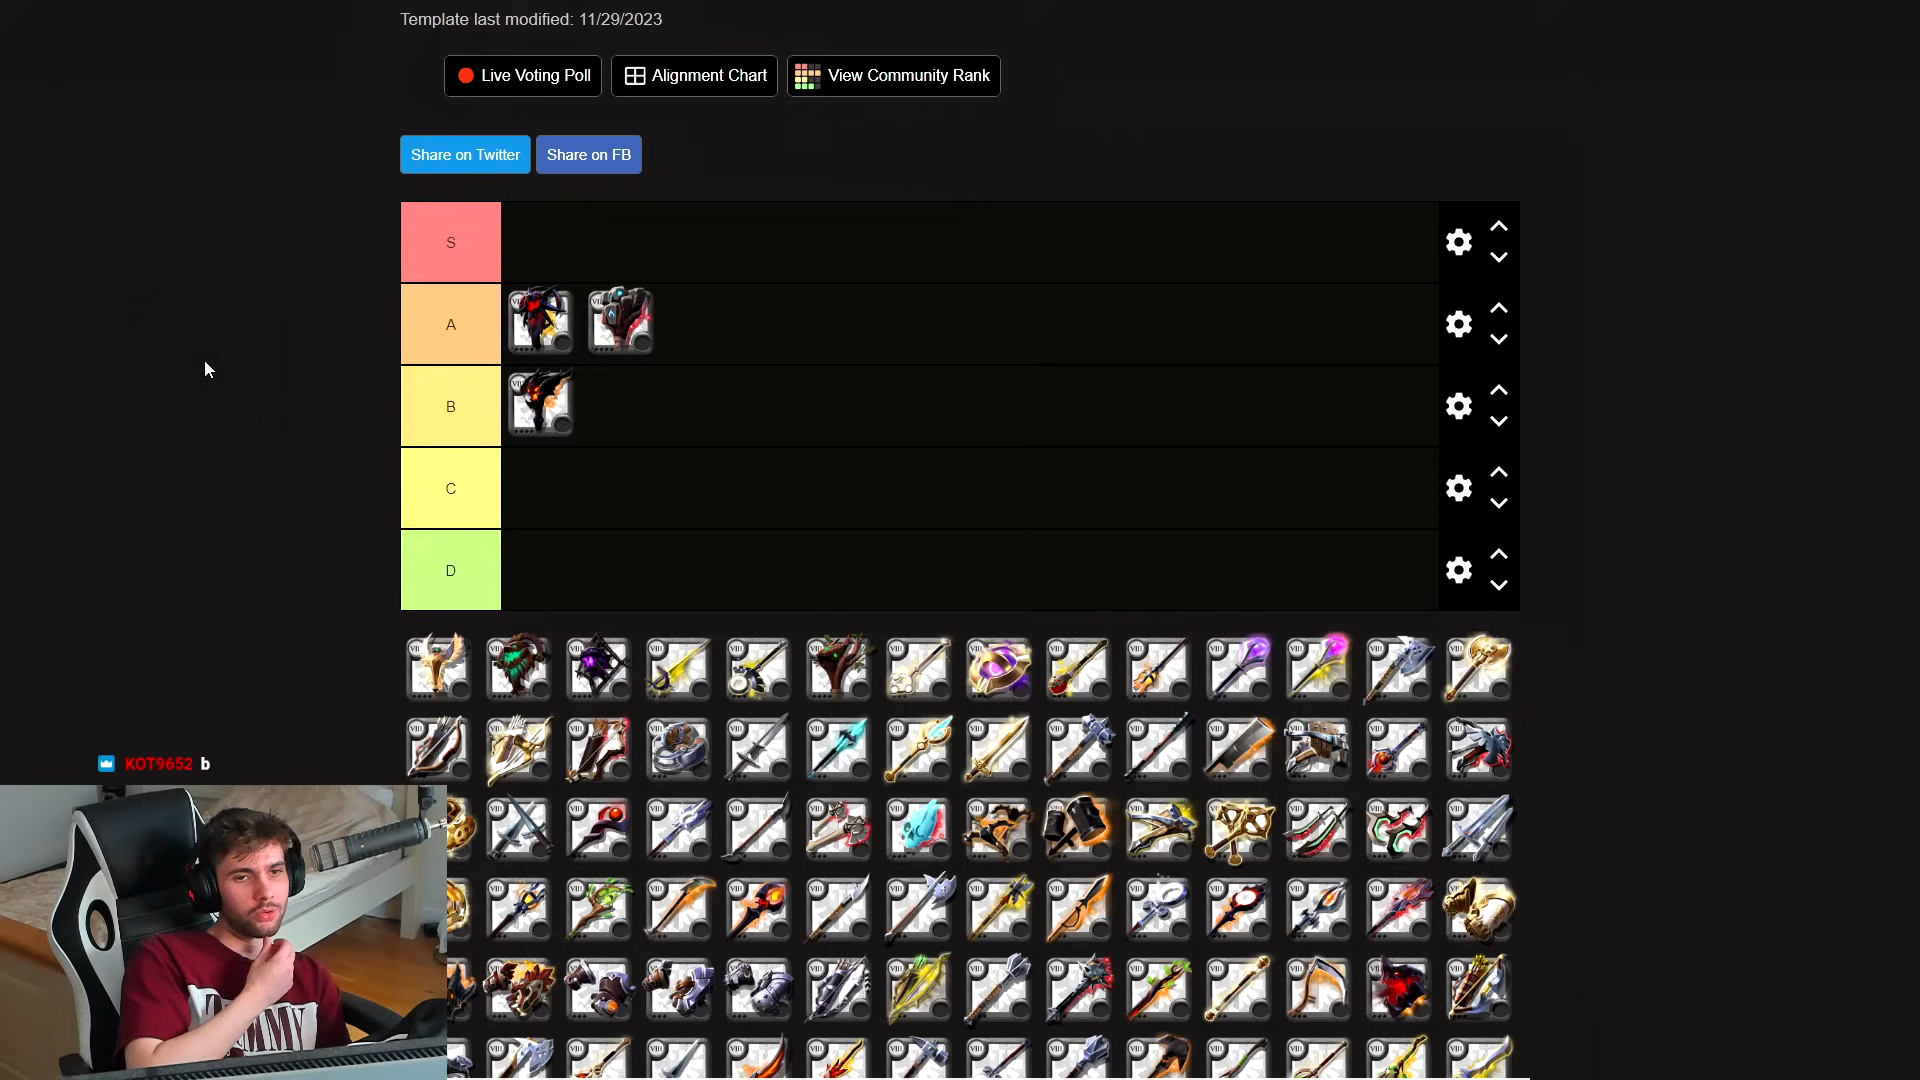 Template last modified: 11/29/2023
Live Voting Poll Alignment Chart View Community Rank
Share on Twitter Share on FB
S
A
B
C
D
KOT9652 b